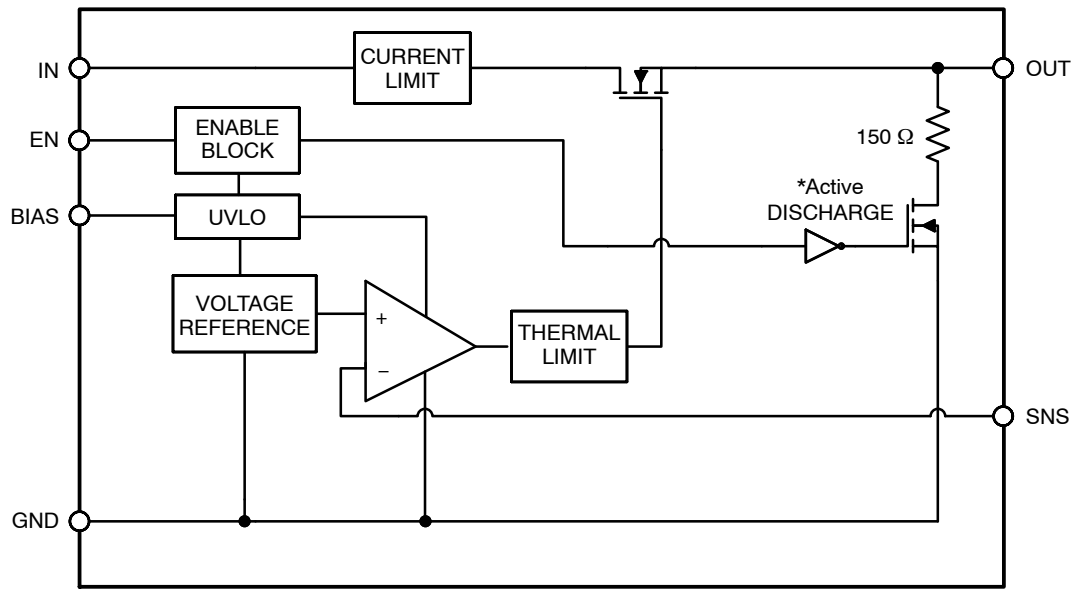 CURRENT
LIMIT
IN
OUT
ENABLE
BLOCK
EN
150 Ω
*Active
DISCHARGE
BIAS
UVLO
VOLTAGE
REFERENCE
+
–
THERMAL
LIMIT
SNS
GND